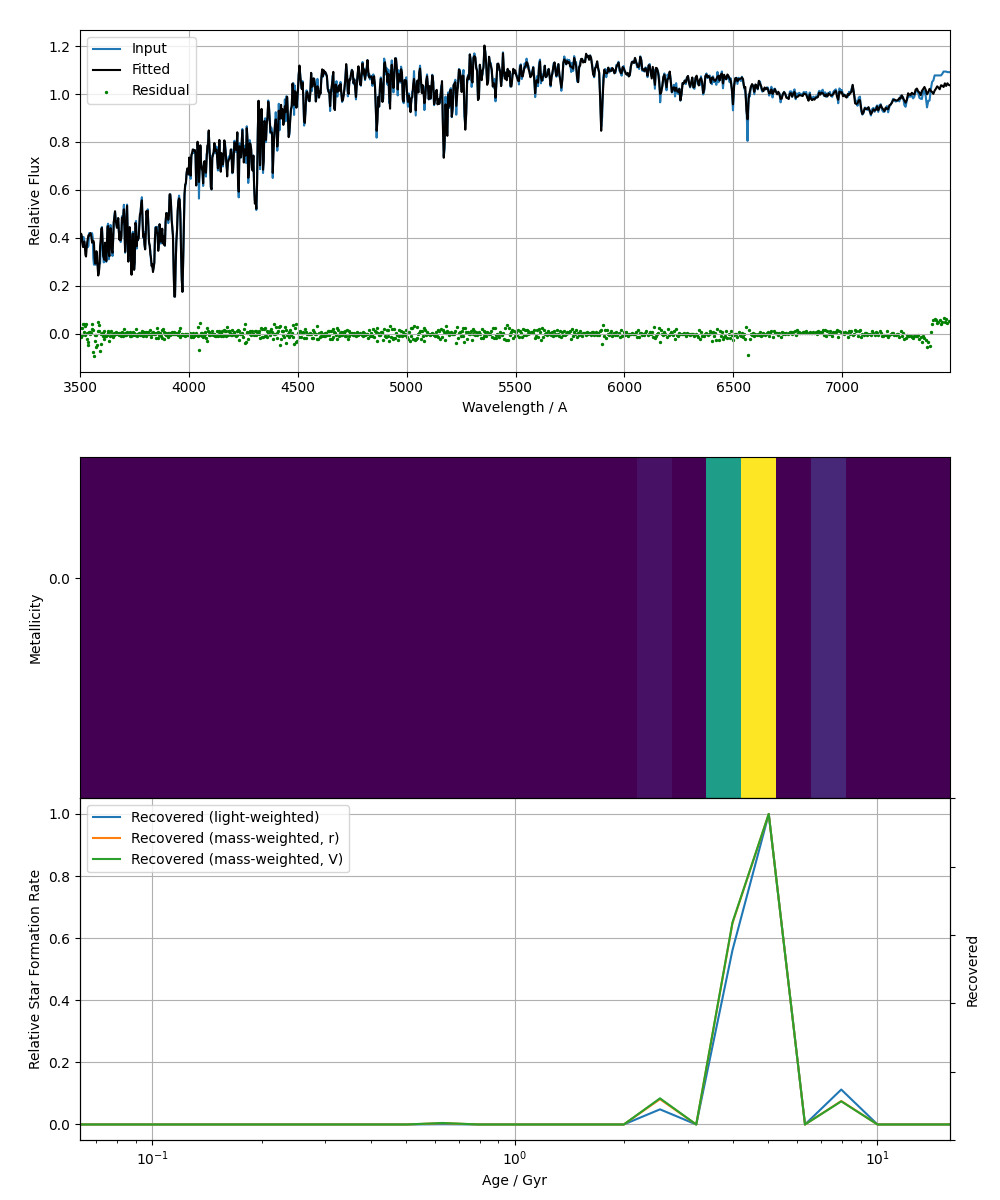 1.2
1.0
0.8
0.6
0.4
0.2
0.0
Relative Flux
Input
Fitted
Residual
3500 4000 4500 5000 5500 6000 6500 7000
Wavelength / A
0.0
Metallicity
1.0
0.8
0.6
0.4
0.2
0.0
Relative Star Formation Rate
Recovered (light-weighted)
Recovered (mass-weighted, r)
Recovered (mass-weighted, V)
Recovered
10⁻¹ 10⁰ 10¹
Age / Gyr